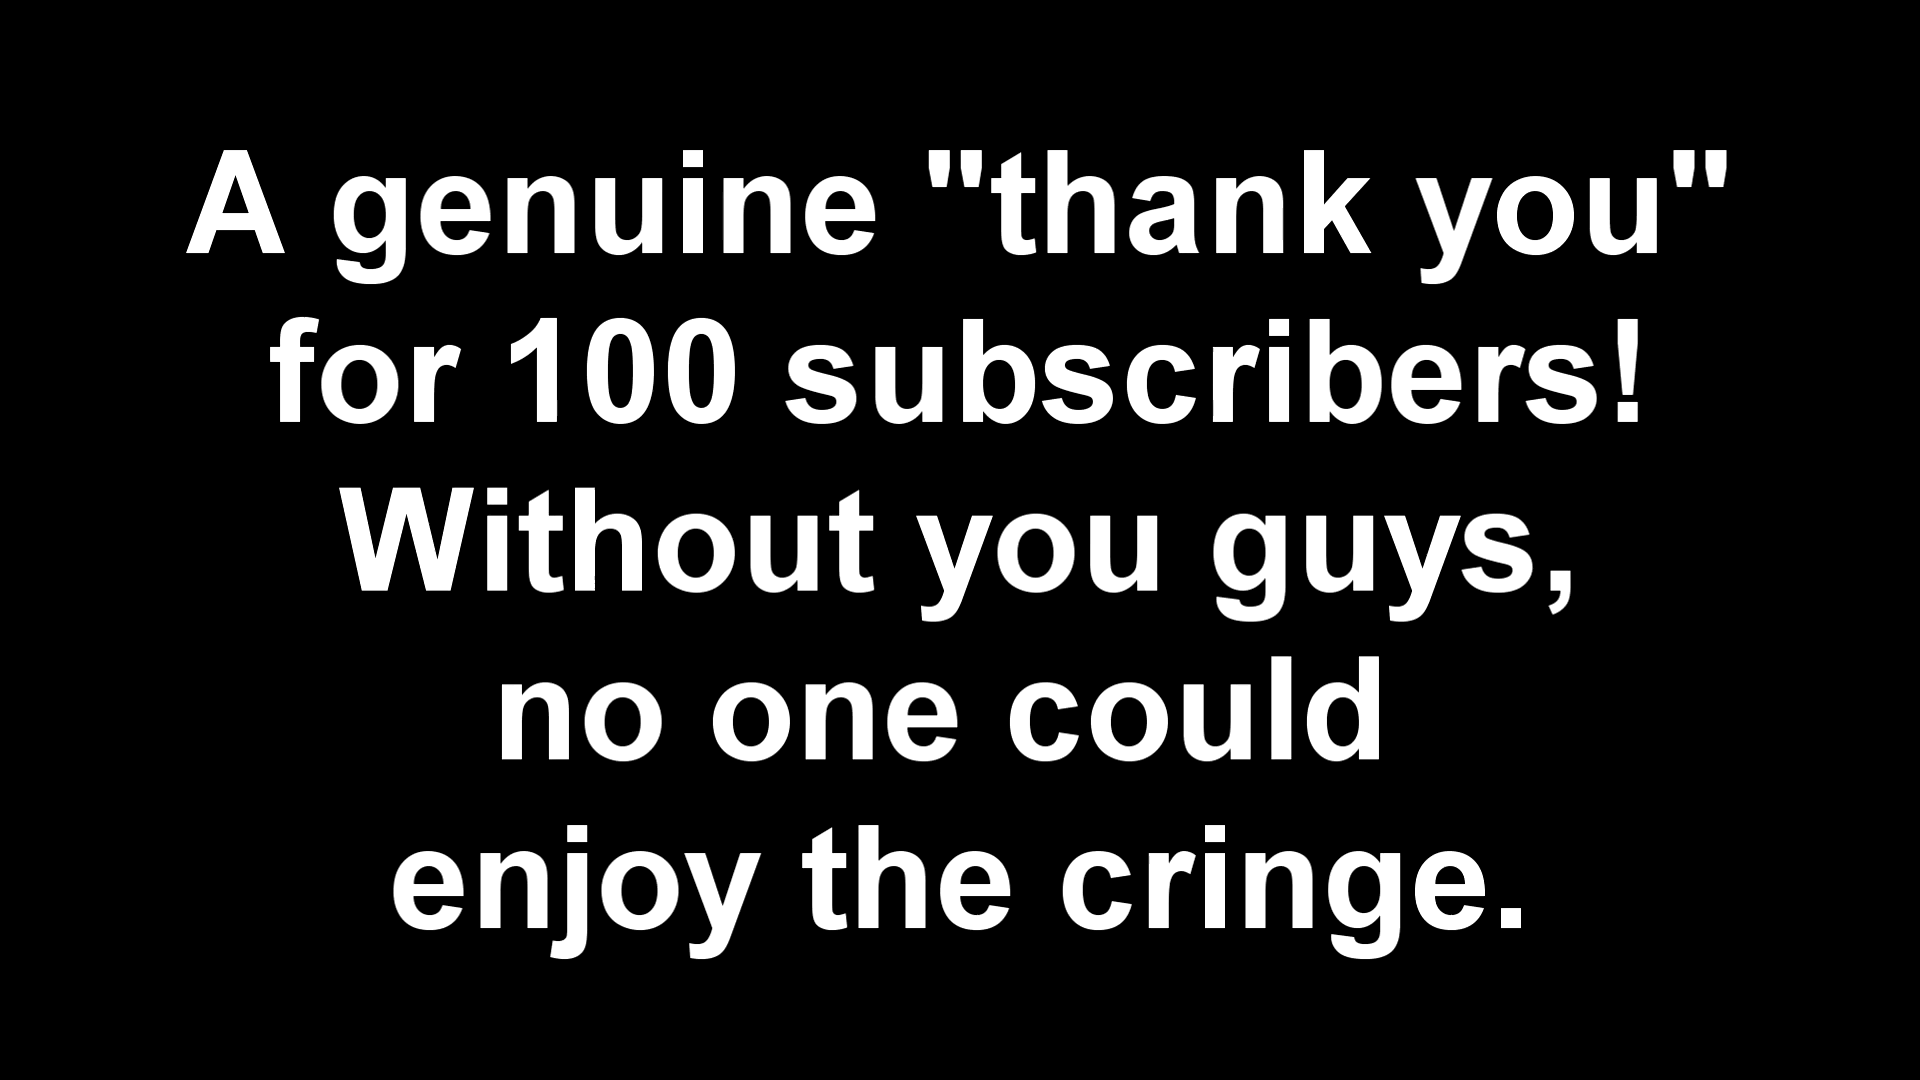 A genuine "thank you"
for 100 subscribers!
Without you guys,
no one could
enjoy the cringe.